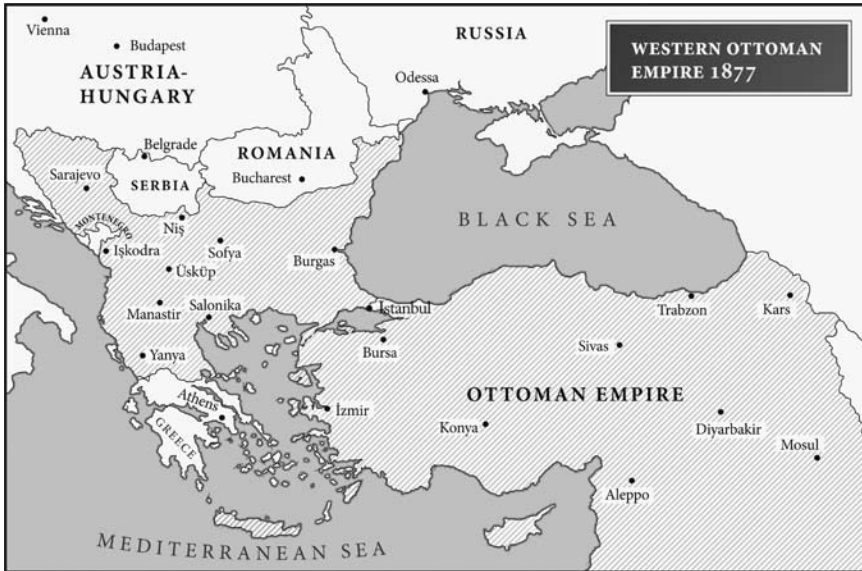 WESTERN OTTOMAN
EMPIRE 1877
Vienna
Budapest
AUSTRIA-
HUNGARY
RUSSIA
Odessa
Belgrade
ROMANIA
Bucharest
SERBIA
Sarajevo
MONTENEGRO
Niş
Işkodra
Sofya
Burgas
BLACK SEA
Üsküp
Manastir
Salonika
İstanbul
Trabzon
Kars
Yanya
Bursa
Sivas
OTTOMAN EMPIRE
Athens
GREECE
İzmir
Konya
Diyarbakir
Mosul
Aleppo
MEDITERRANEAN SEA